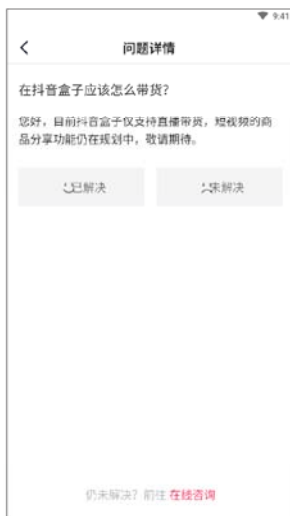 9:41
问题详情
在抖音盒子应该怎么带货?
您好，目前抖音盒子仅支持直播带货，短视频的商
品分享功能仍在规划中，敬请期待。
已解决
未解决
仍未解决？前往 在线咨询